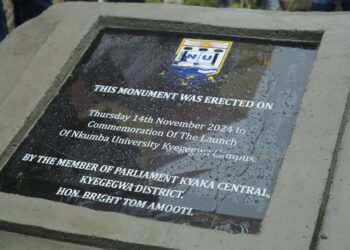 NU
THIS MONUMENT WAS ERECTED ON
Thursday 14th November 2024 in
Commemoration Of The Launch
Of Nkumba University Kyegegwa Campus.
BY THE MEMBER OF PARLIAMENT KYAKA CENTRAL,
KYEGEGWA DISTRICT.
HON. BRIGHT TOM AMOOTI.